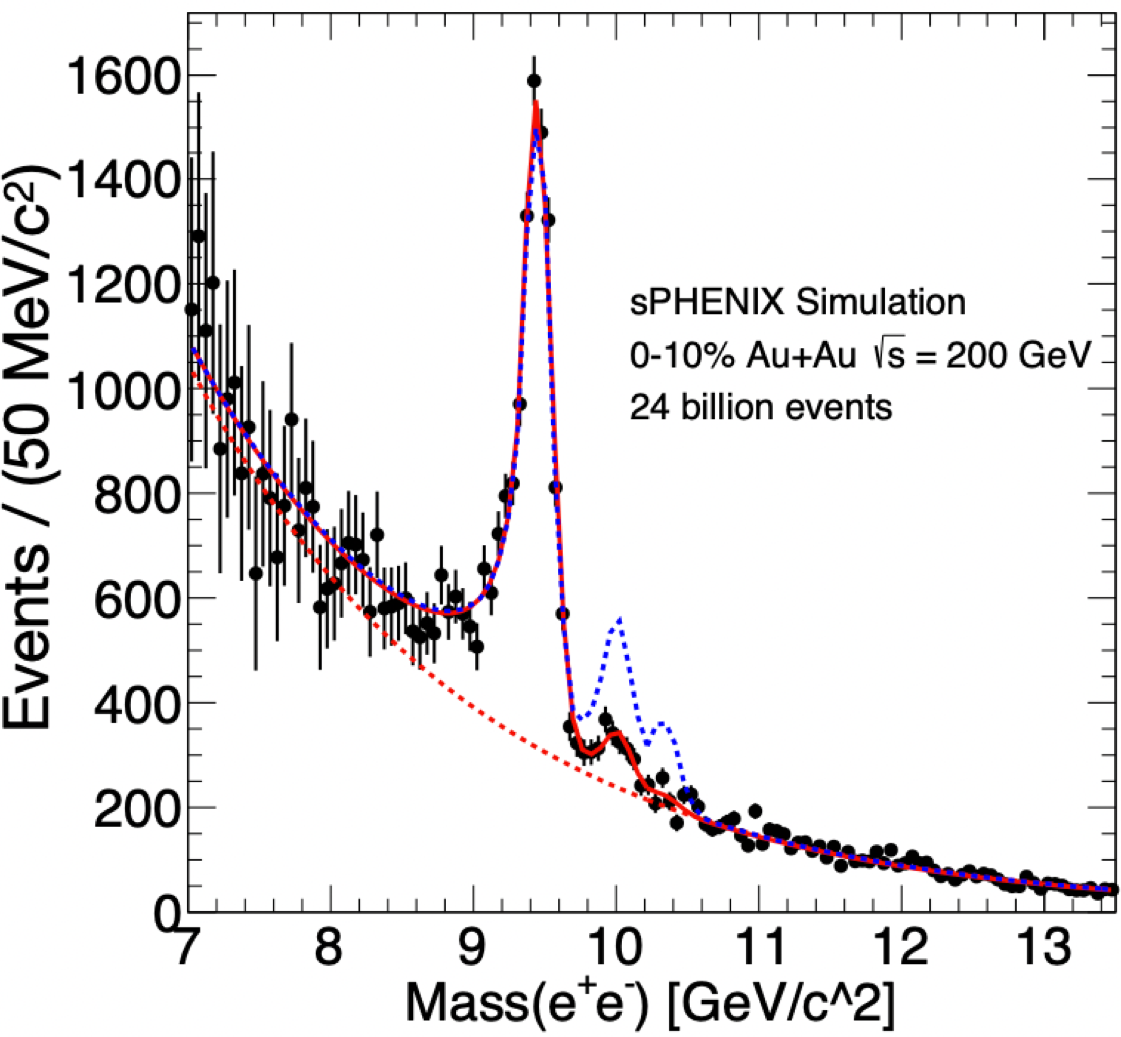 Events / (50 MeV/c²)
1600
1400
1200
1000
800
600
400
200
0
sPHENIX Simulation
0-10% Au+Au √s = 200 GeV
24 billion events
7 8 9 10 11 12 13
Mass(e⁺e⁻) [GeV/c^2]